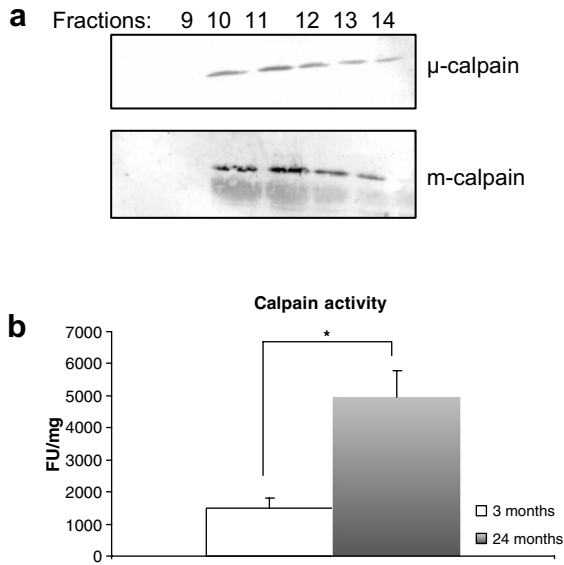 a
Fractions: 9 10 11 12 13 14
µ-calpain
m-calpain
b
Calpain activity
7000
6000
5000
4000
3000
2000
1000
0
FU/mg
*
3 months
24 months